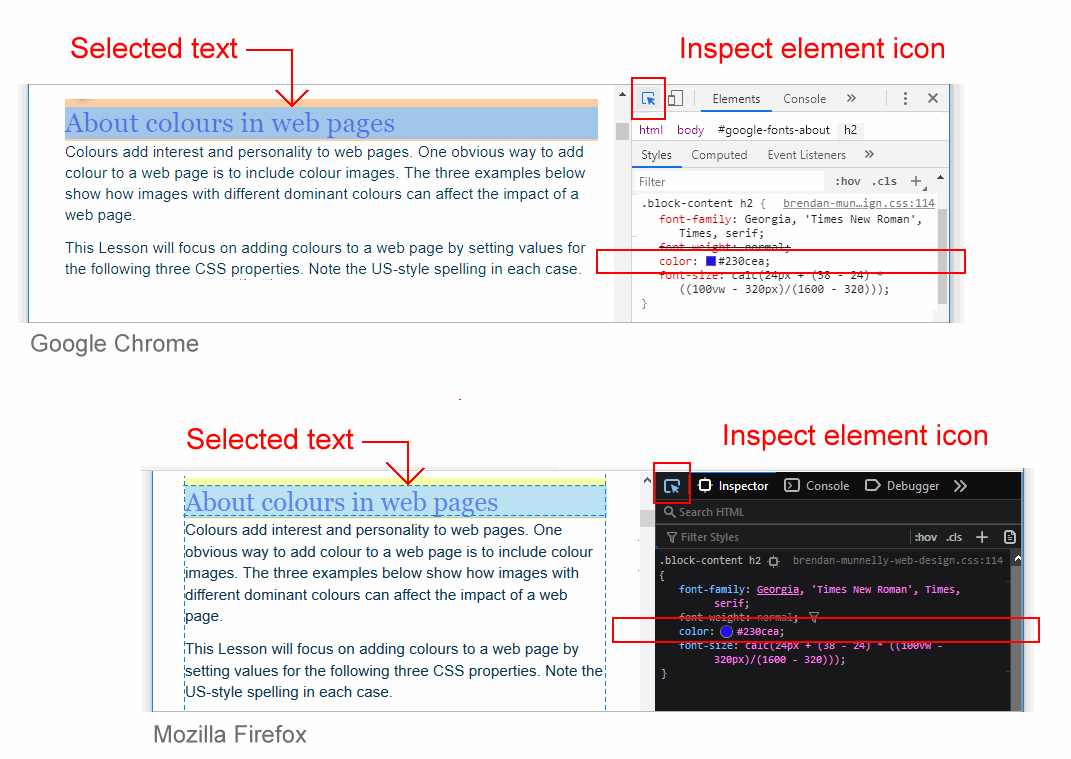 Selected text
Inspect element icon
About colours in web pages
Colours add interest and personality to web pages. One obvious way to add
colour to a web page is to include colour images. The three examples below
show how images with different dominant colours can affect the impact of a
web page.
This Lesson will focus on adding colours to a web page by setting values for
the following three CSS properties. Note the US-style spelling in each case.
Elements Console »
html body #google-fonts-about h2
Styles Computed Event Listeners »
Filter :hov .cls +
.block-content h2 { brendan-mun…ign.css:114
font-family: Georgia, 'Times New Roman',
Times, serif;
font-weight: normal;
color: #230cea;
font-size: calc(24px + (38 - 24) *
((100vw - 320px)/(1600 - 320)));
}
Google Chrome
Selected text
Inspect element icon
About colours in web pages
Colours add interest and personality to web pages. One
obvious way to add colour to a web page is to include colour
images. The three examples below show how images with
different dominant colours can affect the impact of a web
page.
This Lesson will focus on adding colours to a web page by
setting values for the following three CSS properties. Note the
US-style spelling in each case.
Inspector Console Debugger »
Search HTML
Filter Styles :hov .cls +
.block-content h2 brendan-munnelly-web-design.css:114
{
font-family: Georgia, 'Times New Roman', Times,
serif;
font-weight: normal;
color: #230cea;
font-size: calc(24px + (38 - 24) * ((100vw -
320px)/(1600 - 320)));
}
Mozilla Firefox